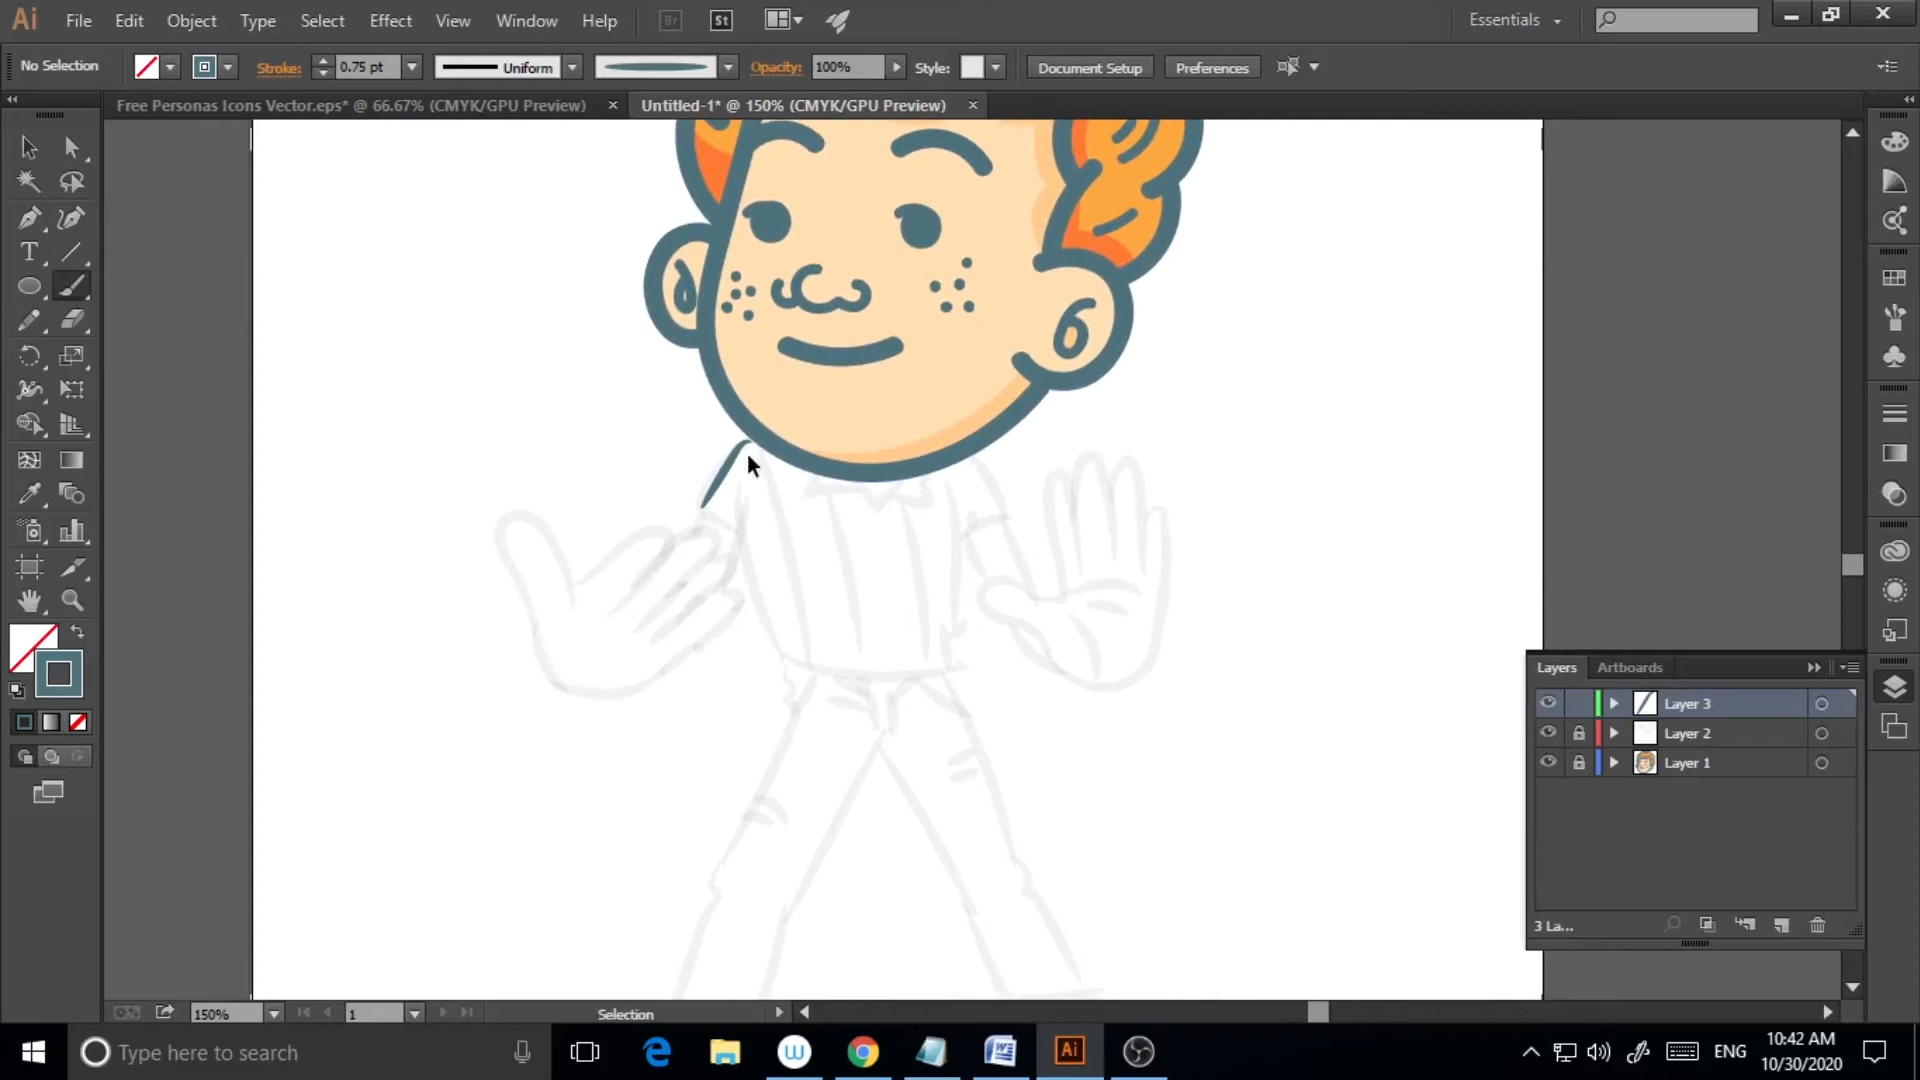 Ai File Edit Object Type Select Effect View Window Help Br St Essentials
No Selection Stroke: 0.75 pt Uniform Opacity: 100% Style: Document Setup Preferences
Free Personas Icons Vector.eps* @ 66.67% (CMYK/GPU Preview) Untitled-1* @ 150% (CMYK/GPU Preview)
T
Layers Artboards
Layer 3
Layer 2
Layer 1
3 La...
150% 1 Selection
Type here to search W W Ai ENG 10:42 AM
10/30/2020